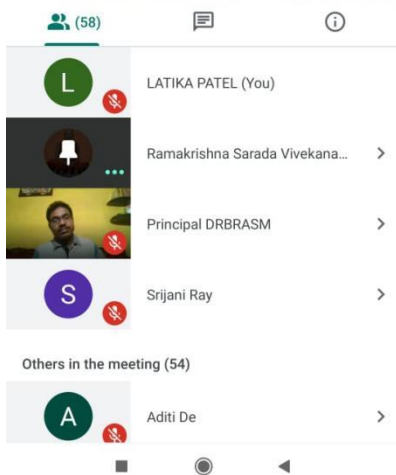 (58)
L
LATIKA PATEL (You)
Ramakrishna Sarada Vivekana...
Principal DRBRASM
S
Srijani Ray
Others in the meeting (54)
A
Aditi De